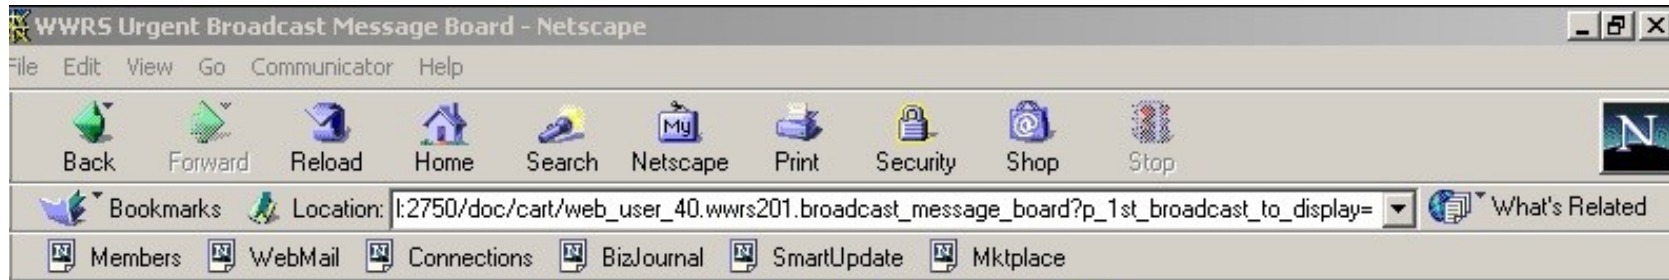 WWRS Urgent Broadcast Message Board - Netscape
File Edit View Go Communicator Help
Back Forward Reload Home Search Netscape Print Security Shop Stop
Bookmarks Location: l:2750/doc/cart/web_user_40.wwrs201.broadcast_message_board?p_1st_broadcast_to_display= What's Related
Members WebMail Connections BizJournal SmartUpdate Mktplace